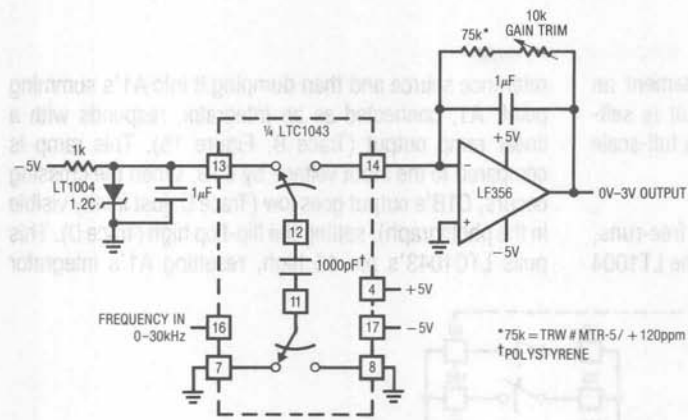 10k
75k*
GAIN TRIM
1µF
¼ LTC1043
+5V
−5V
1k
13
14
−
LF356
0V–3V OUTPUT
LT1004
1.2C
1µF
+
−5V
12
1000pF†
11
4
+5V
FREQUENCY IN
0–30kHz
16
17
−5V
7
8
*75k = TRW # MTR-5/ +120ppm
†POLYSTYRENE